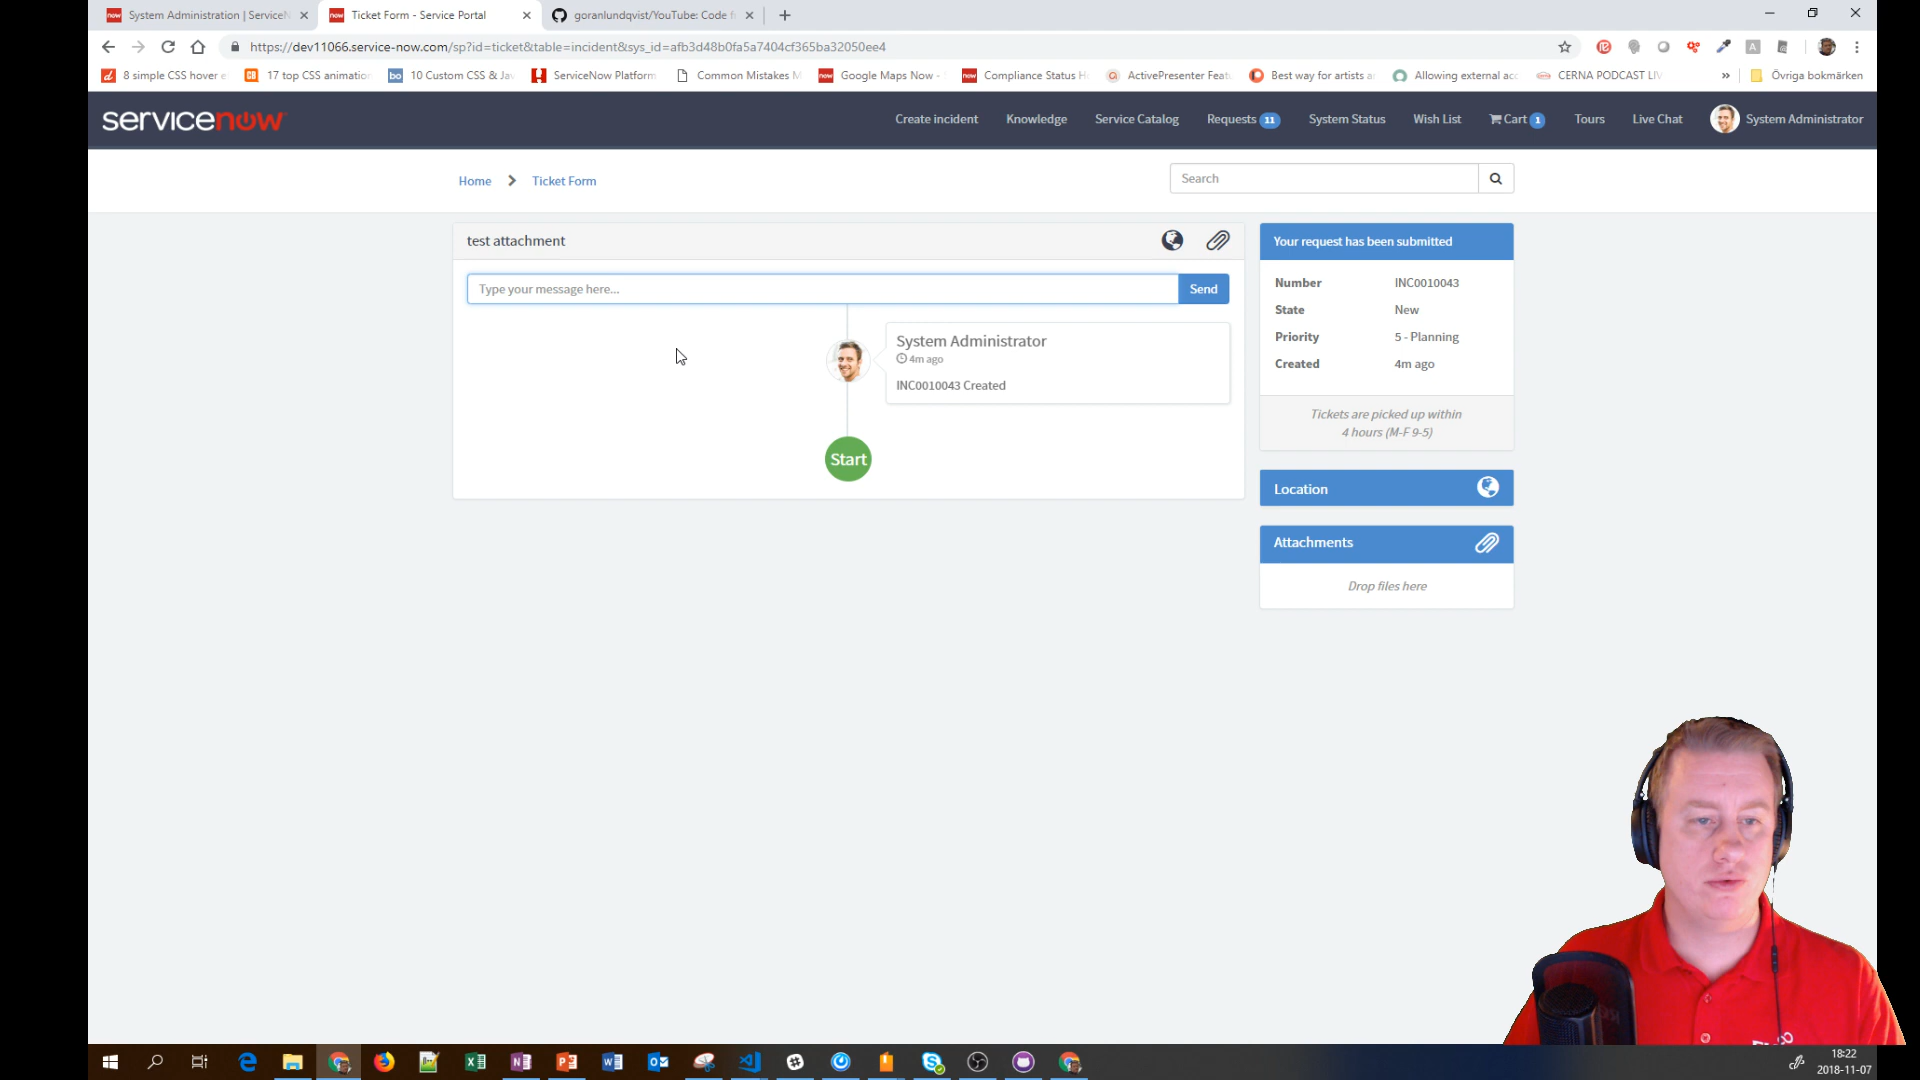 System Administration | ServiceN
Ticket Form - Service Portal
goranlundqvist/YouTube: Code f
https://dev11066.service-now.com/sp?id=ticket&table=incident&sys_id=afb3d48b0fa5a7404cf365ba32050ee4
8 simple CSS hover e
17 top CSS animation
10 Custom CSS & Jav
ServiceNow Platform
Common Mistakes M
Google Maps Now -
Compliance Status H
ActivePresenter Featu
Best way for artists a
Allowing external acc
CERNA PODCAST LIV
»
Övriga bokmärken
servicenow
Create incident
Knowledge
Service Catalog
Requests 11
System Status
Wish List
Cart 1
Tours
Live Chat
System Administrator
Home > Ticket Form
Search
test attachment
Type your message here...
Send
System Administrator
4m ago
INC0010043 Created
Start
Your request has been submitted
Number INC0010043
State New
Priority 5 - Planning
Created 4m ago
Tickets are picked up within
4 hours (M-F 9-5)
Location
Attachments
Drop files here
18:22
2018-11-07